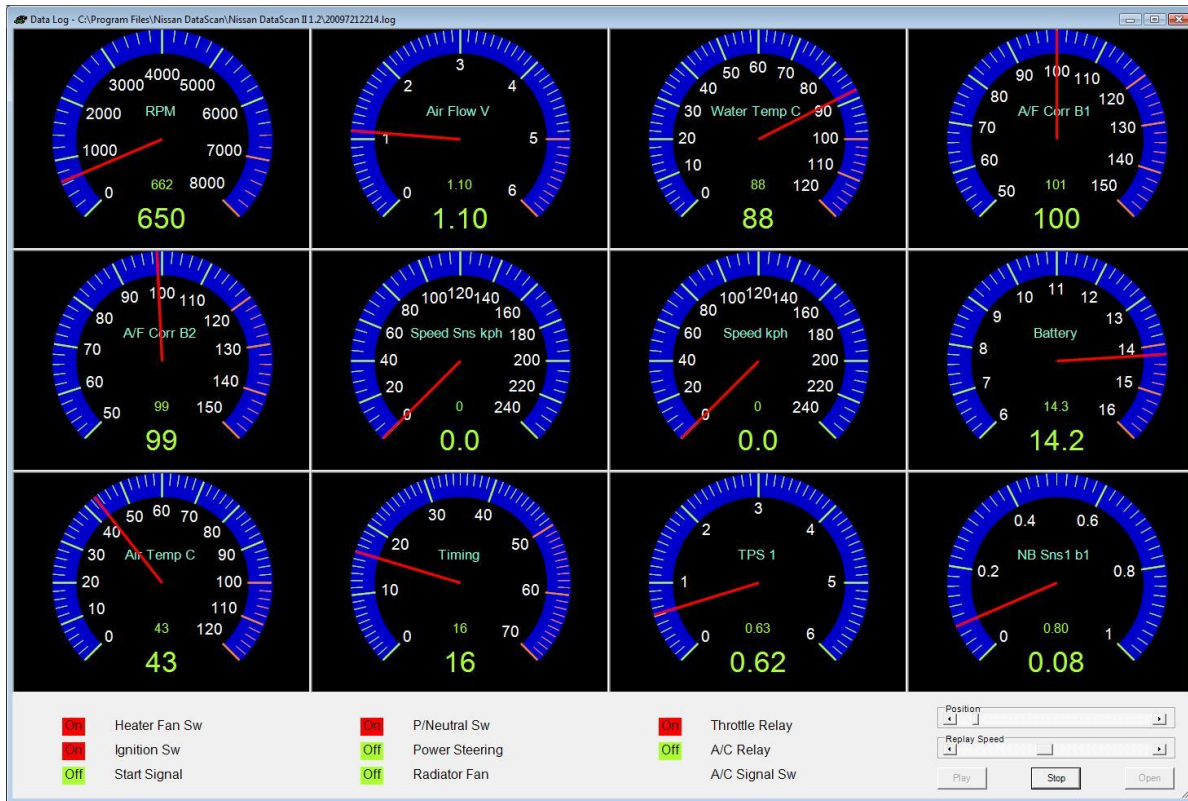 Data Log - C:\Program Files\Nissan DataScan\Nissan DataScan II 1.2\20097212214.log
0 1000 2000 3000 4000 5000 6000 7000 8000
RPM
662
650
0 1 2 3 4 5 6
Air Flow V
1.10
1.10
0 10 20 30 40 50 60 70 80 90 100 110 120
Water Temp C
88
88
50 60 70 80 90 100 110 120 130 140 150
A/F Corr B1
101
100
50 60 70 80 90 100 110 120 130 140 150
A/F Corr B2
99
99
0 20 40 60 80 100 120 140 160 180 200 220 240
Speed Sns kph
0
0.0
0 20 40 60 80 100 120 140 160 180 200 220 240
Speed kph
0
0.0
6 7 8 9 10 11 12 13 14 15 16
Battery
14.3
14.2
0 10 20 30 40 50 60 70 80 90 100 110 120
Air Temp C
43
43
0 10 20 30 40 50 60 70
Timing
16
16
0 1 2 3 4 5 6
TPS 1
0.63
0.62
0 0.2 0.4 0.6 0.8 1
NB Sns1 b1
0.80
0.08
On Heater Fan Sw
On Ignition Sw
Off Start Signal
On P/Neutral Sw
Off Power Steering
Off Radiator Fan
On Throttle Relay
Off A/C Relay
A/C Signal Sw
Position
Replay Speed
Play Stop Open